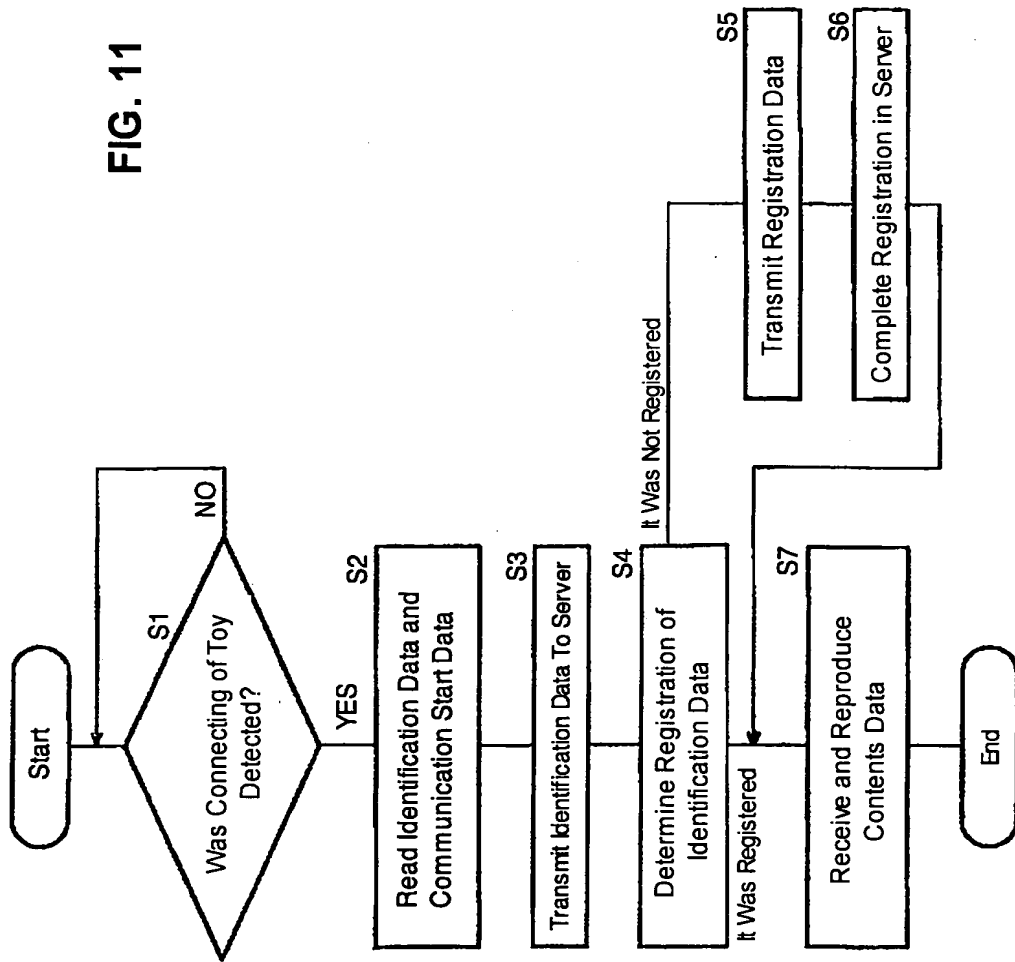 FIG. 11
Start
S1
Was Connecting of Toy
Detected?
NO
YES
S2
Read Identification Data and
Communication Start Data
S3
Transmit Identification Data To Server
S4
Determine Registration of
Identification Data
It Was Not Registered
It Was Registered
S5
Transmit Registration Data
S6
Complete Registration in Server
S7
Receive and Reproduce
Contents Data
End